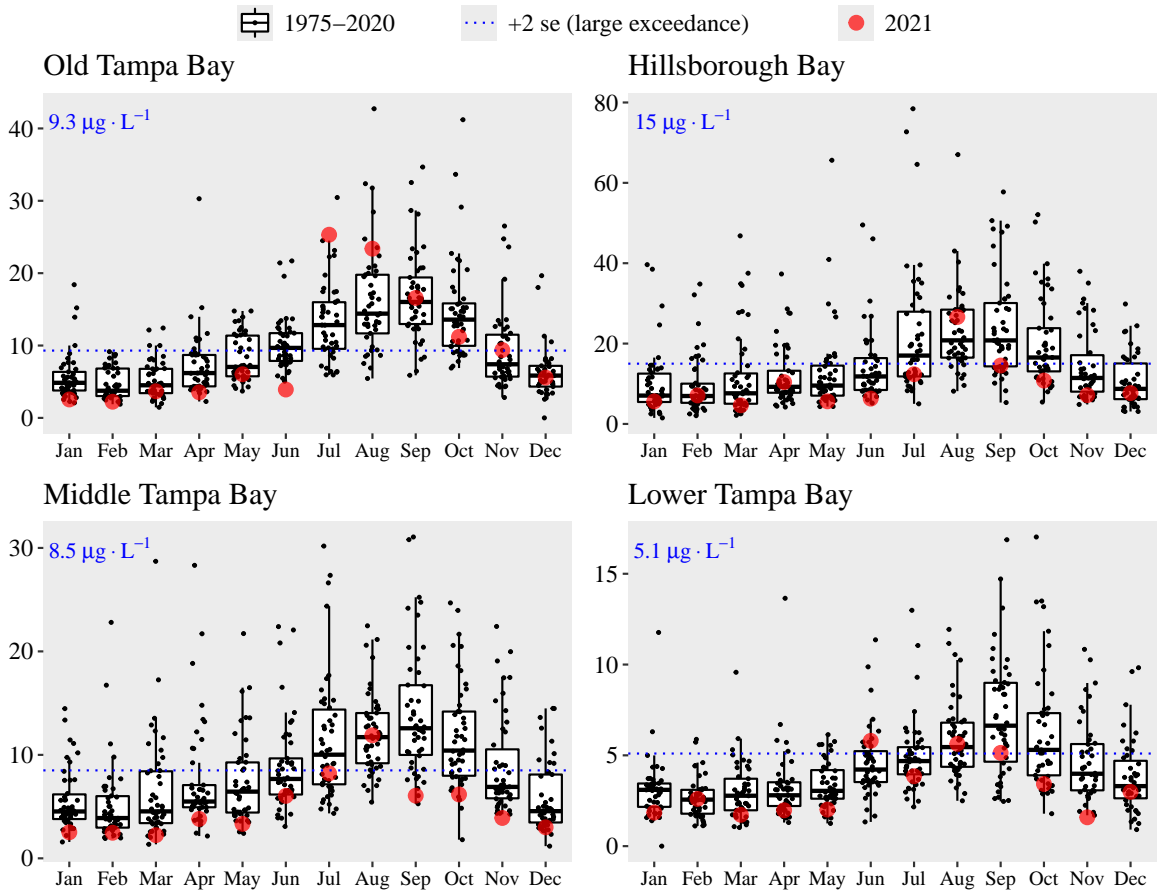 1975–2020 +2 se (large exceedance) 2021
Old Tampa Bay
9.3 μg · L⁻¹
40
30
20
10
0
Jan Feb Mar Apr May Jun Jul Aug Sep Oct Nov Dec
Hillsborough Bay
15 μg · L⁻¹
80
60
40
20
0
Jan Feb Mar Apr May Jun Jul Aug Sep Oct Nov Dec
Middle Tampa Bay
8.5 μg · L⁻¹
30
20
10
0
Jan Feb Mar Apr May Jun Jul Aug Sep Oct Nov Dec
Lower Tampa Bay
5.1 μg · L⁻¹
15
10
5
0
Jan Feb Mar Apr May Jun Jul Aug Sep Oct Nov Dec